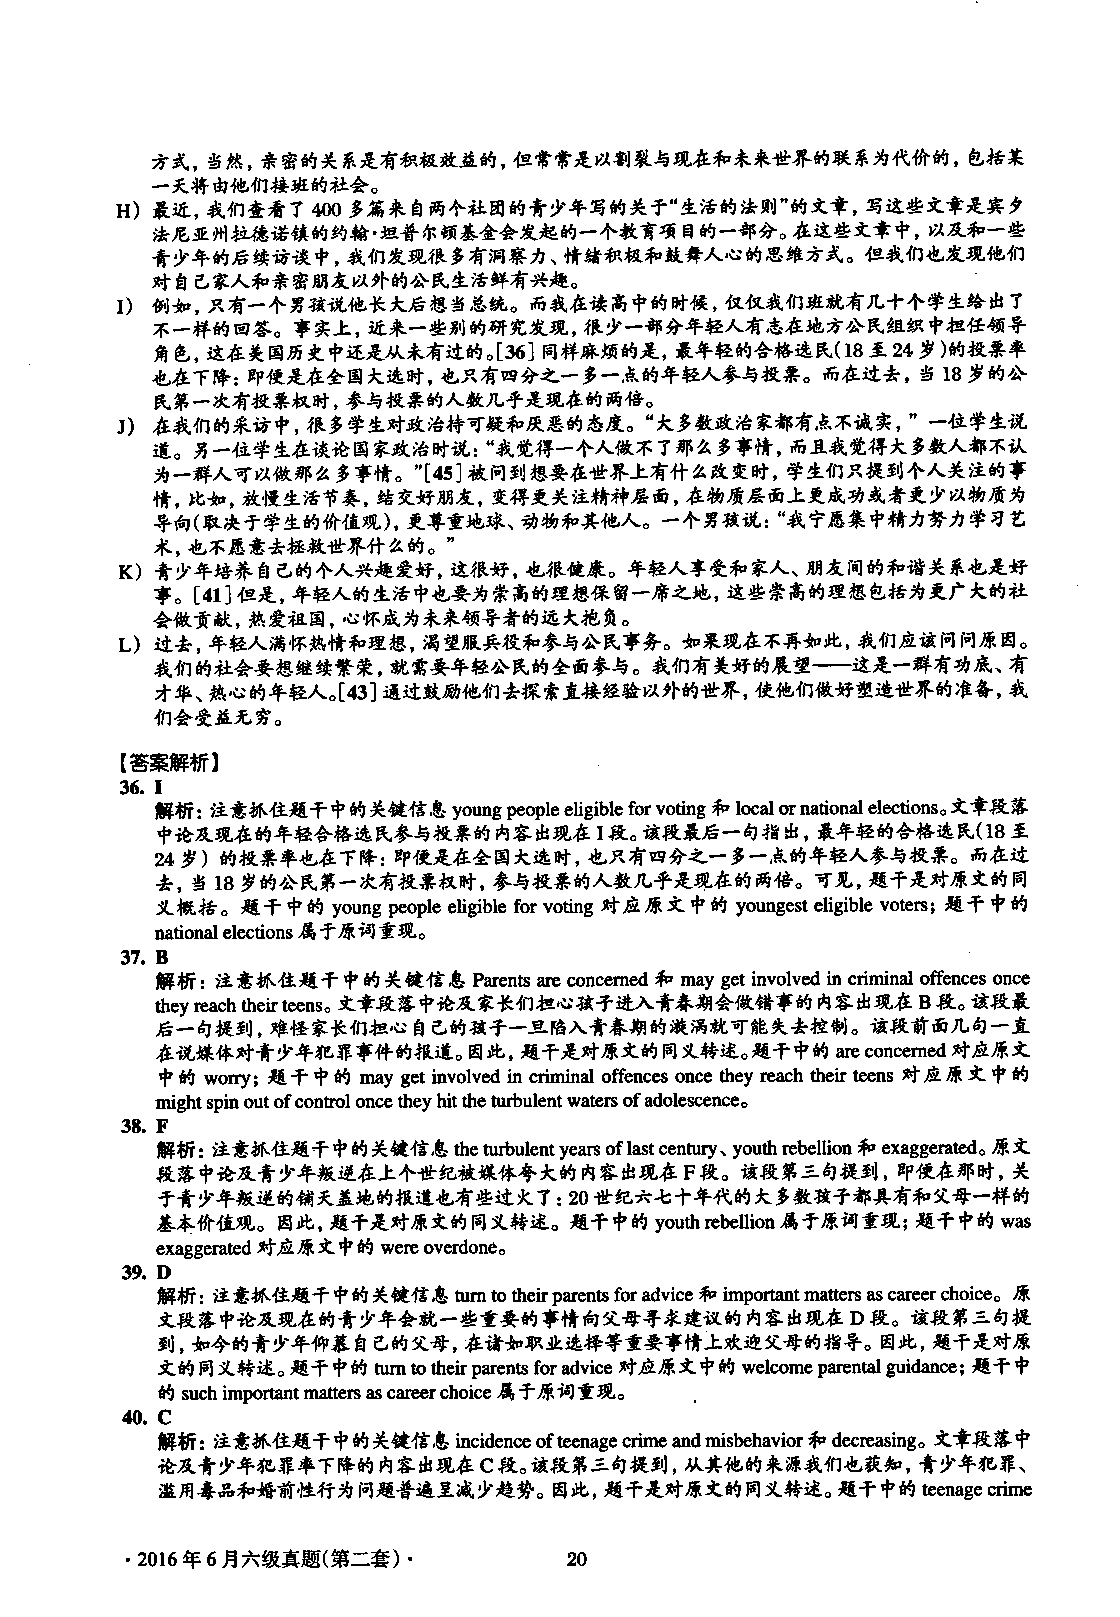 方式，当然，亲密的关系是有积极效益的，但常常是以割裂与现在和未来世界的联系为代价的，包括某
一天将由他们接班的社会。
H) 最近，我们查看了 400 多篇来自两个社团的青少年写的关于“生活的法则”的文章，写这些文章是宾夕
法尼亚州拉德诺镇的约翰·坦普尔顿基金会发起的一个教育项目的一部分。在这些文章中，以及和一些
青少年的后续访谈中，我们发现很多有洞察力、情绪积极和鼓舞人心的思维方式。但我们也发现他们
对自己家人和亲密朋友以外的公民生活鲜有兴趣。
I) 例如，只有一个男孩说他长大后想当总统。而我在读高中的时候，仅仅我们班就有几十个学生给出了
不一样的回答。事实上，近来一些别的研究发现，很少一部分年轻人有志在地方公民组织中担任领导
角色，这在美国历史中还是从未有过的。[36] 同样麻烦的是，最年轻的合格选民(18 至 24 岁)的投票率
也在下降：即便是在全国大选时，也只有四分之一多一点的年轻人参与投票。而在过去，当 18 岁的公
民第一次有投票权时，参与投票的人数几乎是现在的两倍。
J) 在我们的采访中，很多学生对政治持可疑和厌恶的态度。“大多数政治家都有点不诚实，”一位学生说
道。另一位学生在谈论国家政治时说：“我觉得一个人做不了那么多事情，而且我觉得大多数人都不认
为一群人可以做那么多事情。”[45] 被问到想要在世界上有什么改变时，学生们只提到个人关注的事
情，比如，放慢生活节奏，结交好朋友，变得更关注精神层面，在物质层面上更成功或者更少以物质为
导向(取决于学生的价值观)，更尊重地球、动物和其他人。一个男孩说：“我宁愿集中精力努力学习艺
术，也不愿意去拯救世界什么的。”
K) 青少年培养自己的个人兴趣爱好，这很好，也很健康。年轻人享受和家人、朋友间的和谐关系也是好
事。[41] 但是，年轻人的生活中也要为崇高的理想保留一席之地，这些崇高的理想包括为更广大的社
会做贡献，热爱祖国，心怀成为未来领导者的远大抱负。
L) 过去，年轻人满怀热情和理想，渴望服兵役和参与公民事务。如果现在不再如此，我们应该问问原因。
我们的社会要想继续繁荣，就需要年轻公民的全面参与。我们有美好的展望——这是一群有功底、有
才华、热心的年轻人。[43] 通过鼓励他们去探索直接经验以外的世界，使他们做好塑造世界的准备，我
们会受益无穷。
【答案解析】
36. I
解析：注意抓住题干中的关键信息 young people eligible for voting 和 local or national elections。文章段落
中论及现在的年轻合格选民参与投票的内容出现在 I 段。该段最后一句指出，最年轻的合格选民(18 至
24 岁) 的投票率也在下降：即便是在全国大选时，也只有四分之一多一点的年轻人参与投票。而在过
去，当 18 岁的公民第一次有投票权时，参与投票的人数几乎是现在的两倍。可见，题干是对原文的同
义概括。题干中的 young people eligible for voting 对应原文中的 youngest eligible voters；题干中的
national elections 属于原词重现。
37. B
解析：注意抓住题干中的关键信息 Parents are concerned 和 may get involved in criminal offences once
they reach their teens。文章段落中论及家长们担心孩子进入青春期会做错事的内容出现在 B 段。该段最
后一句提到，难怪家长们担心自己的孩子一旦陷入青春期的漩涡就可能失去控制。该段前面几句一直
在说媒体对青少年犯罪事件的报道。因此，题干是对原文的同义转述。题干中的 are concerned 对应原文
中的 worry；题干中的 may get involved in criminal offences once they reach their teens 对应原文中的
might spin out of control once they hit the turbulent waters of adolescence。
38. F
解析：注意抓住题干中的关键信息 the turbulent years of last century、youth rebellion 和 exaggerated。原文
段落中论及青少年叛逆在上个世纪被媒体夸大的内容出现在 F 段。该段第三句提到，即便在那时，关
于青少年叛逆的铺天盖地的报道也有些过火了：20 世纪六七十年代的大多数孩子都具有和父母一样的
基本价值观。因此，题干是对原文的同义转述。题干中的 youth rebellion 属于原词重现；题干中的 was
exaggerated 对应原文中的 were overdone。
39. D
解析：注意抓住题干中的关键信息 turn to their parents for advice 和 important matters as career choice。原
文段落中论及现在的青少年会就一些重要的事情向父母寻求建议的内容出现在 D 段。该段第三句提
到，如今的青少年仰慕自己的父母，在诸如职业选择等重要事情上欢迎父母的指导。因此，题干是对原
文的同义转述。题干中的 turn to their parents for advice 对应原文中的 welcome parental guidance；题干中
的 such important matters as career choice 属于原词重现。
40. C
解析：注意抓住题干中的关键信息 incidence of teenage crime and misbehavior 和 decreasing。文章段落中
论及青少年犯罪率下降的内容出现在 C 段。该段第三句提到，从其他的来源我们也获知，青少年犯罪、
滥用毒品和婚前性行为问题普遍呈减少趋势。因此，题干是对原文的同义转述。题干中的 teenage crime
·2016 年 6 月六级真题(第二套)· 20